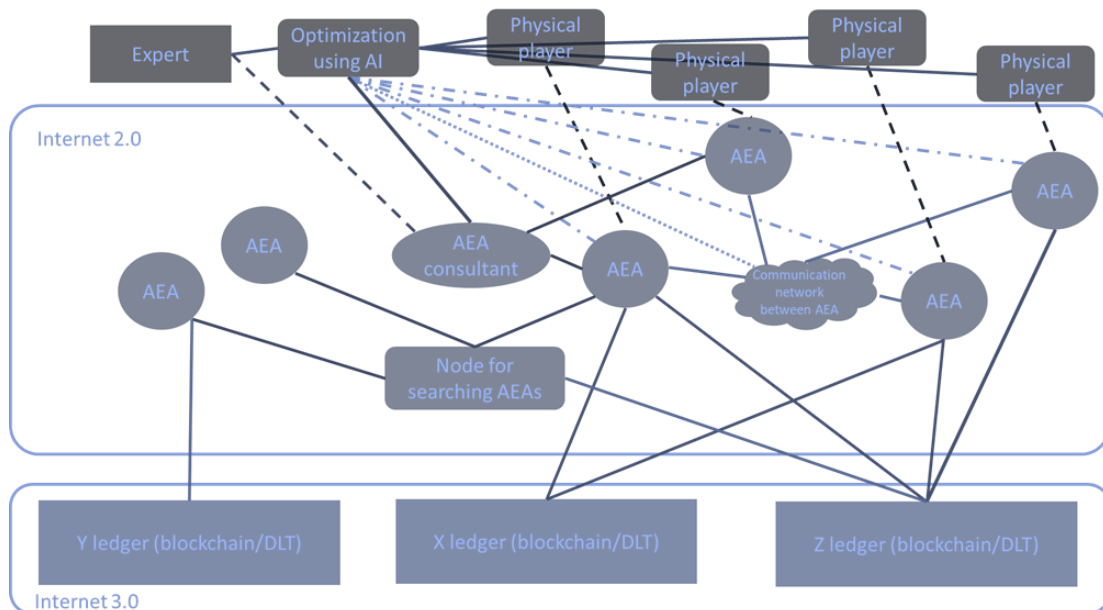 Expert
Optimization
using AI
Physical
player
Physical
player
Physical
player
Physical
player
Internet 2.0
AEA
AEA
AEA
AEA
consultant
AEA
AEA
Communication
network
between AEA
AEA
Node for
searching AEAs
Y ledger (blockchain/DLT)
X ledger (blockchain/DLT)
Z ledger (blockchain/DLT)
Internet 3.0